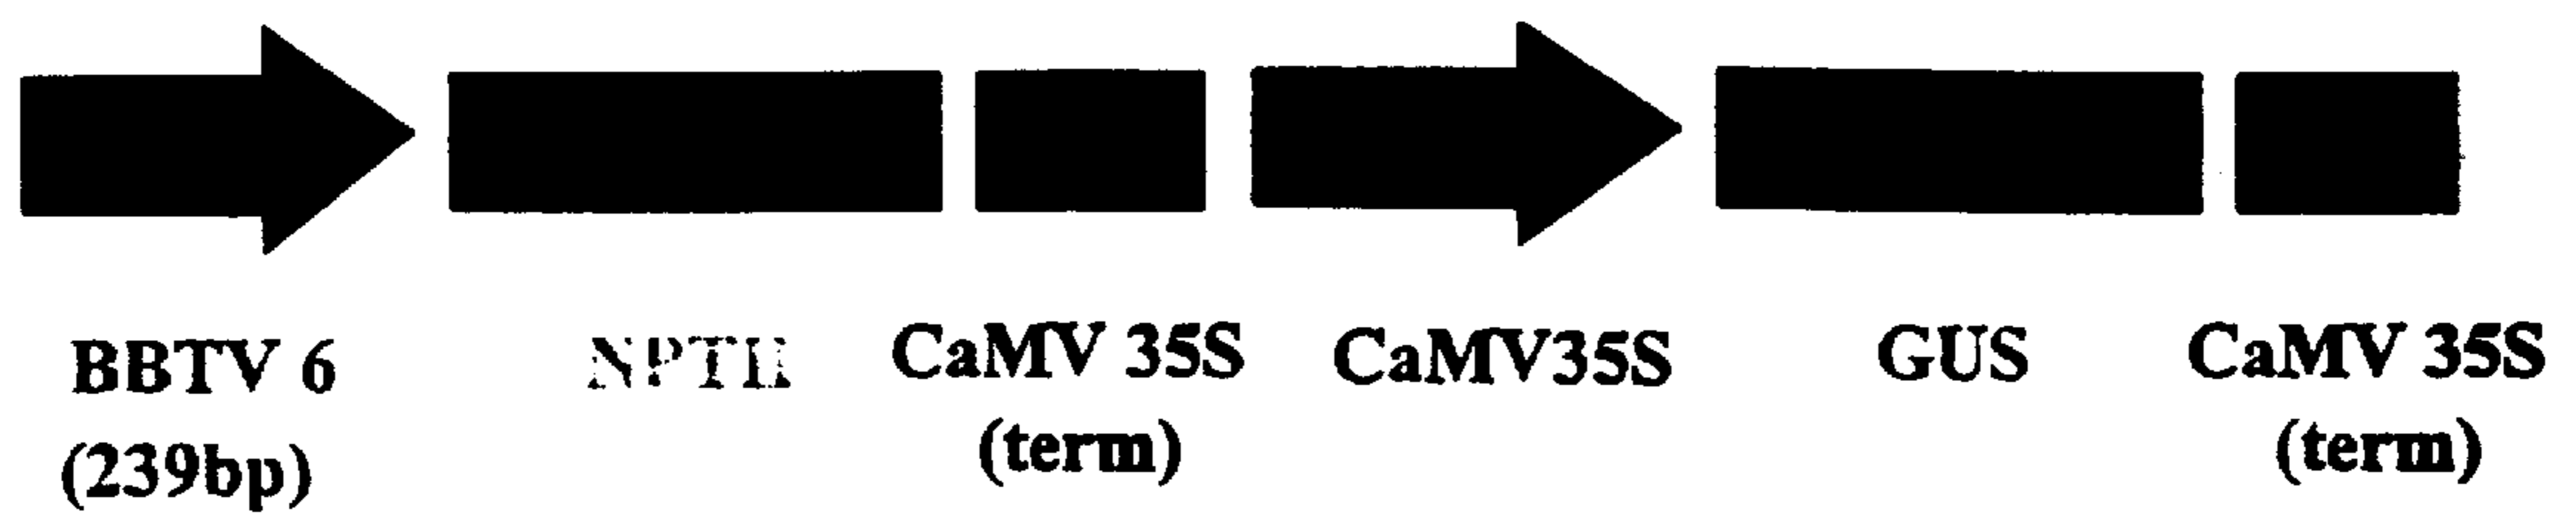 BBTV 6 NPTII CaMV 35S CaMV35S GUS CaMV 35S
(239bp) (term) (term)